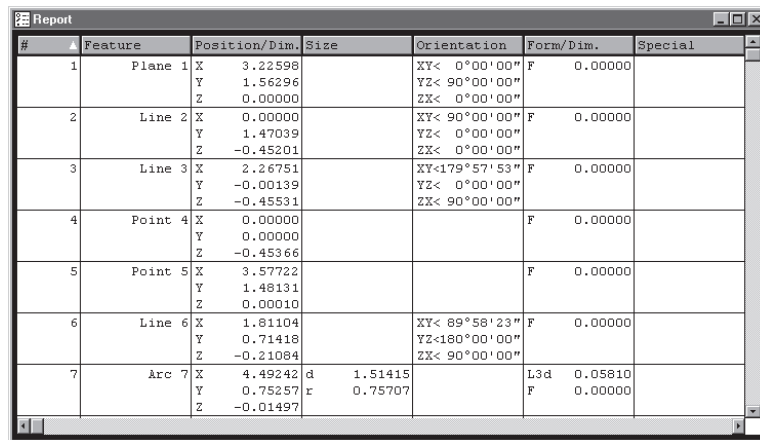 Report
# Feature Position/Dim. Size Orientation Form/Dim. Special
1 Plane 1 X 3.22598 XY< 0°00'00" F 0.00000
Y 1.56296 YZ< 90°00'00"
Z 0.00000 ZX< 0°00'00"
2 Line 2 X 0.00000 XY< 90°00'00" F 0.00000
Y 1.47039 YZ< 0°00'00"
Z -0.45201 ZX< 0°00'00"
3 Line 3 X 2.26751 XY<179°57'53" F 0.00000
Y -0.00139 YZ< 0°00'00"
Z -0.45531 ZX< 90°00'00"
4 Point 4 X 0.00000 F 0.00000
Y 0.00000
Z -0.45366
5 Point 5 X 3.57722 F 0.00000
Y 1.48131
Z 0.00010
6 Line 6 X 1.81104 XY< 89°58'23" F 0.00000
Y 0.71418 YZ<180°00'00"
Z -0.21084 ZX< 90°00'00"
7 Arc 7 X 4.49242 d 1.51415 L3d 0.05810
Y 0.75257 r 0.75707 F 0.00000
Z -0.01497